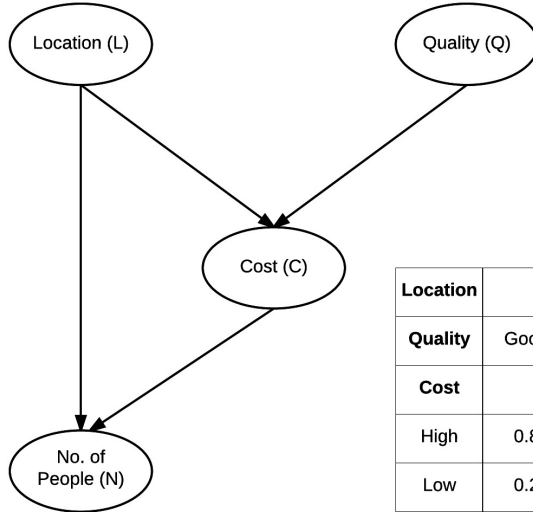 Location (L)
Quality (Q)
Cost (C)
No. of
People (N)
Location
Quality
Cost
High
Low